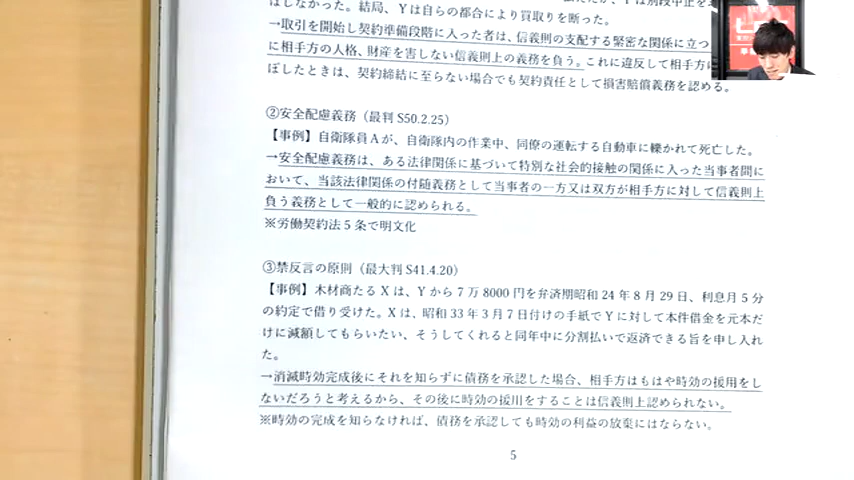 はしなかった。結局、Yは自らの都合により買取りを断った。
→取引を開始し契約準備段階に入った者は、信義則の支配する緊密な関係に立つ
に相手方の人格、財産を害しない信義則上の義務を負う。これに違反して相手方に
ぼしたときは、契約締結に至らない場合でも契約責任として損害賠償義務を認める。
②安全配慮義務（最判 S50.2.25）
【事例】自衛隊員Aが、自衛隊内の作業中、同僚の運転する自動車に轢かれて死亡した。
→安全配慮義務は、ある法律関係に基づいて特別な社会的接触の関係に入った当事者間に
おいて、当該法律関係の付随義務として当事者の一方又は双方が相手方に対して信義則上
負う義務として一般的に認められる。
※労働契約法5条で明文化
③禁反言の原則（最大判 S41.4.20）
【事例】木材商たるXは、Yから7万8000円を弁済期昭和24年8月29日、利息月5分
の約定で借り受けた。Xは、昭和33年3月7日付けの手紙でYに対して本件借金を元本だ
けに減額してもらいたい、そうしてくれると同年中に分割払いで返済できる旨を申し入れ
た。
→消滅時効完成後にそれを知らずに債務を承認した場合、相手方はもはや時効の援用をし
ないだろうと考えるから、その後に時効の援用をすることは信義則上認められない。
※時効の完成を知らなければ、債務を承認しても時効の利益の放棄にはならない。
5